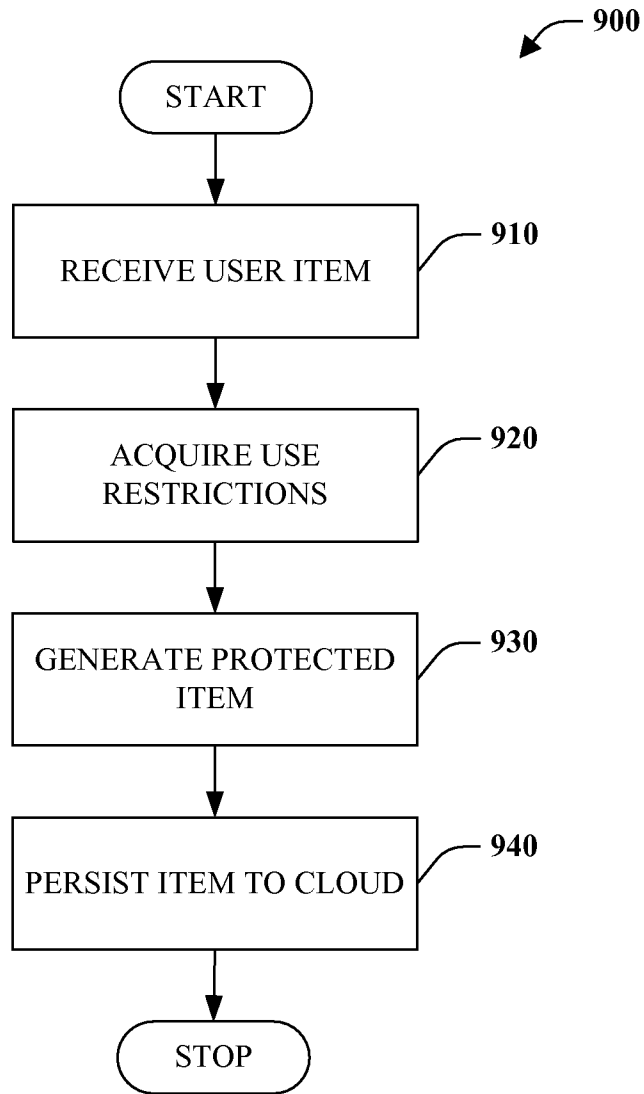 900
START
910
RECEIVE USER ITEM
920
ACQUIRE USE
RESTRICTIONS
930
GENERATE PROTECTED
ITEM
940
PERSIST ITEM TO CLOUD
STOP